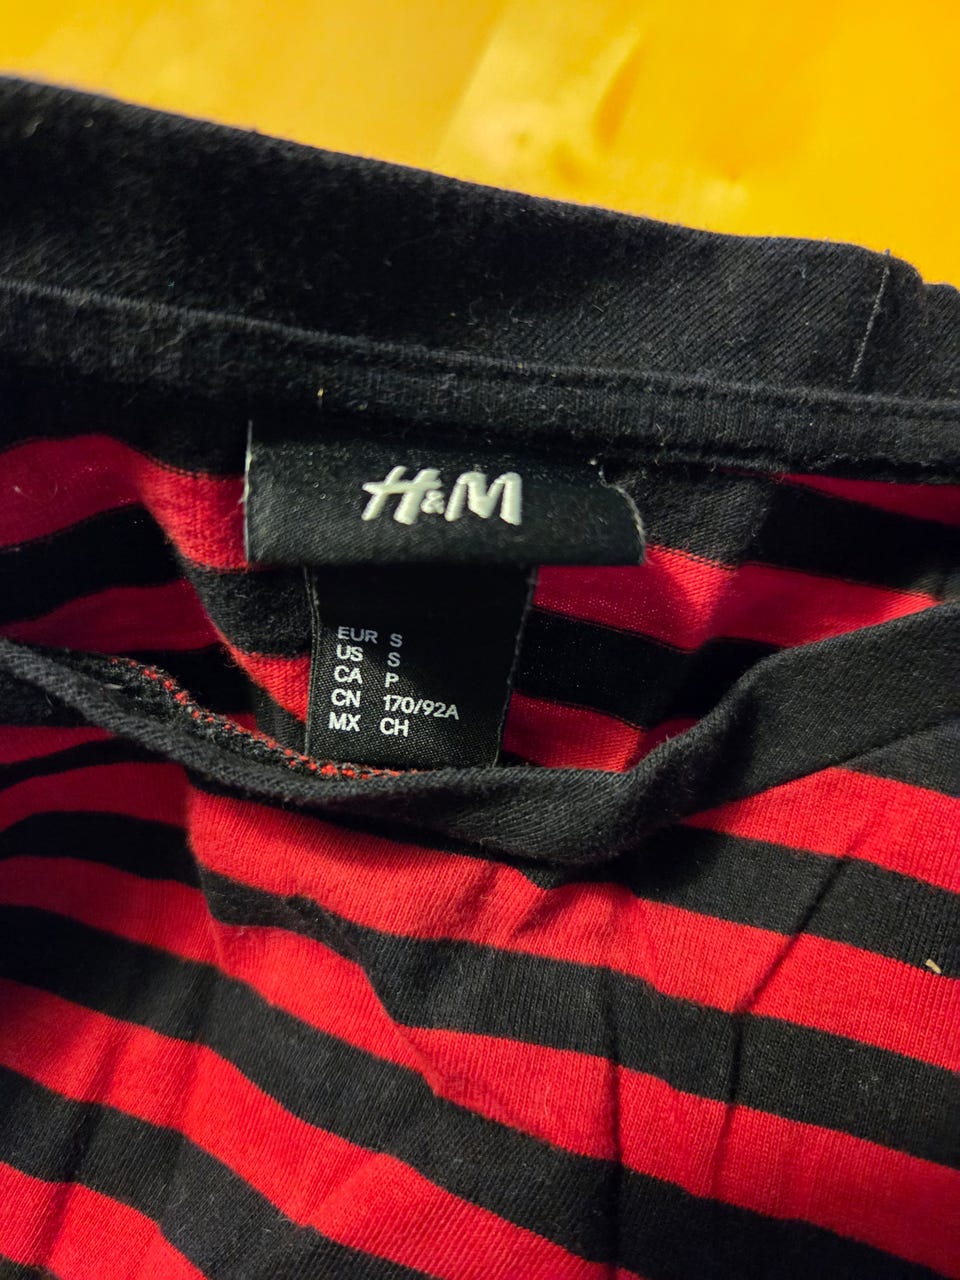 H&M
EUR S
US S
CA P
CN 170/92A
MX CH